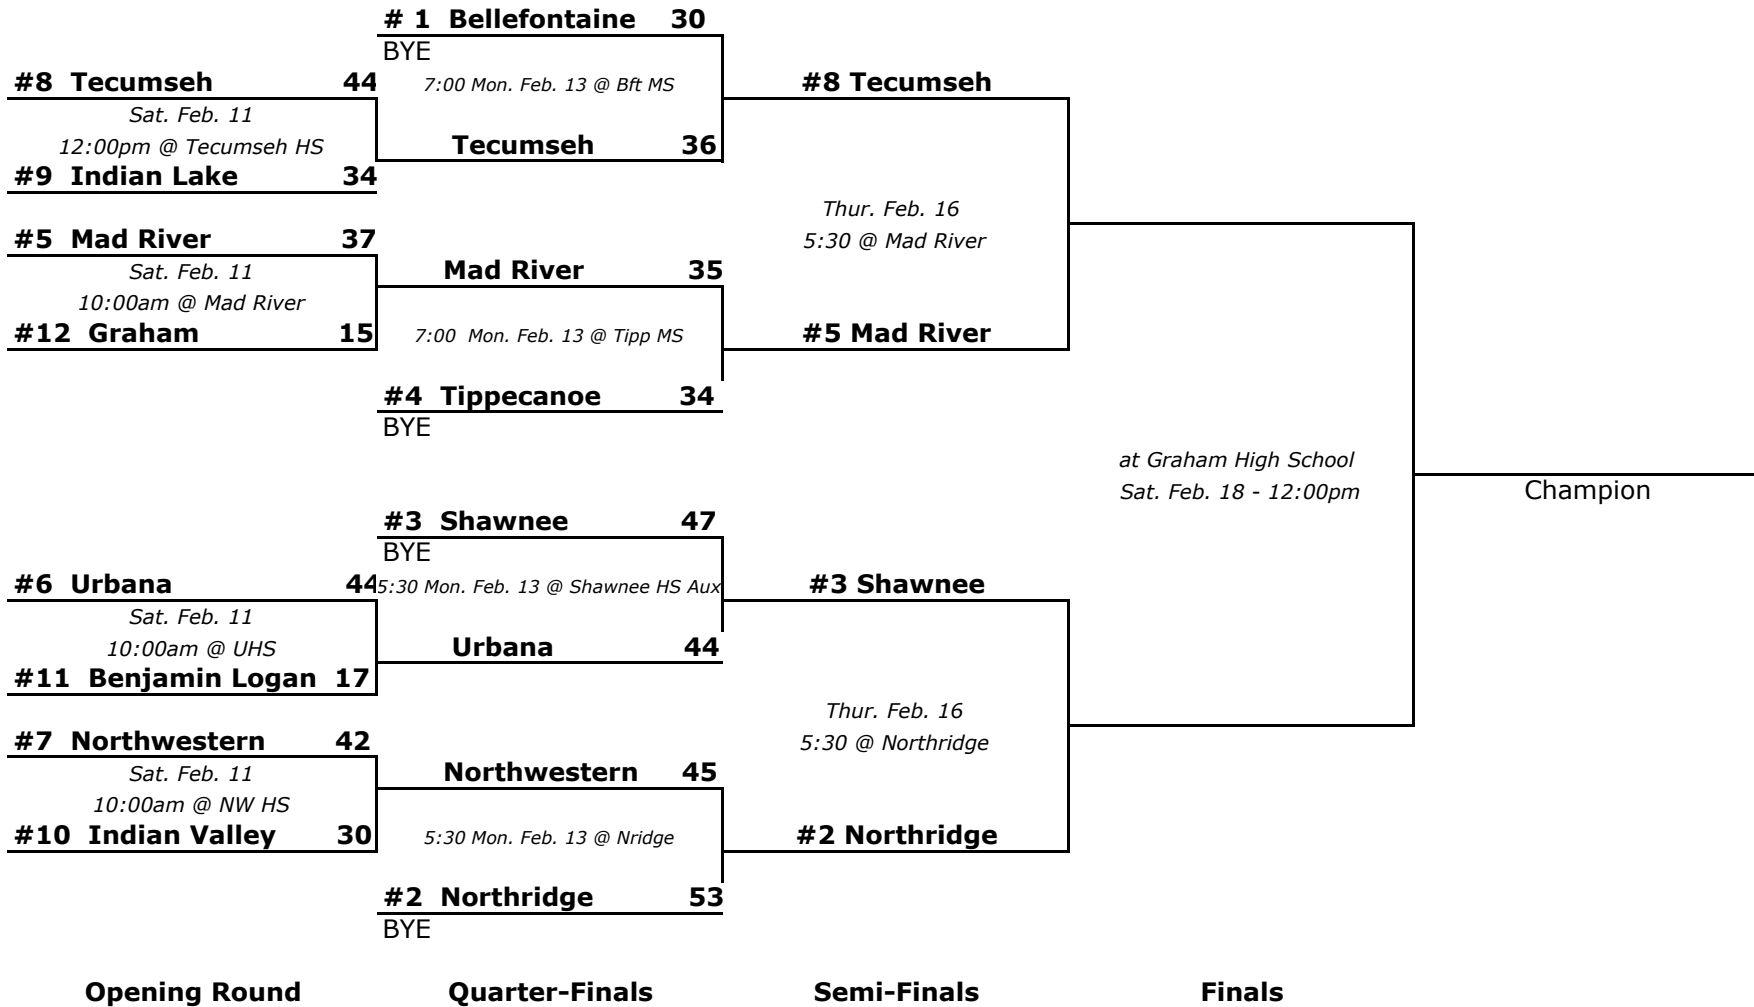 # 1 Bellefontaine 30
BYE
#8 Tecumseh 44
7:00 Mon. Feb. 13 @ Bft MS
#8 Tecumseh
Sat. Feb. 11
12:00pm @ Tecumseh HS
Tecumseh 36
#9 Indian Lake 34
Thur. Feb. 16
5:30 @ Mad River
#5 Mad River 37
Sat. Feb. 11
10:00am @ Mad River
Mad River 35
#12 Graham 15
7:00 Mon. Feb. 13 @ Tipp MS
#5 Mad River
#4 Tippecanoe 34
BYE
at Graham High School
Sat. Feb. 18 - 12:00pm
Champion
#3 Shawnee 47
BYE
#6 Urbana 44
5:30 Mon. Feb. 13 @ Shawnee HS Aux
#3 Shawnee
Sat. Feb. 11
10:00am @ UHS
Urbana 44
#11 Benjamin Logan 17
Thur. Feb. 16
5:30 @ Northridge
#7 Northwestern 42
Sat. Feb. 11
10:00am @ NW HS
Northwestern 45
#10 Indian Valley 30
5:30 Mon. Feb. 13 @ Nridge
#2 Northridge
#2 Northridge 53
BYE
Opening Round Quarter-Finals Semi-Finals Finals